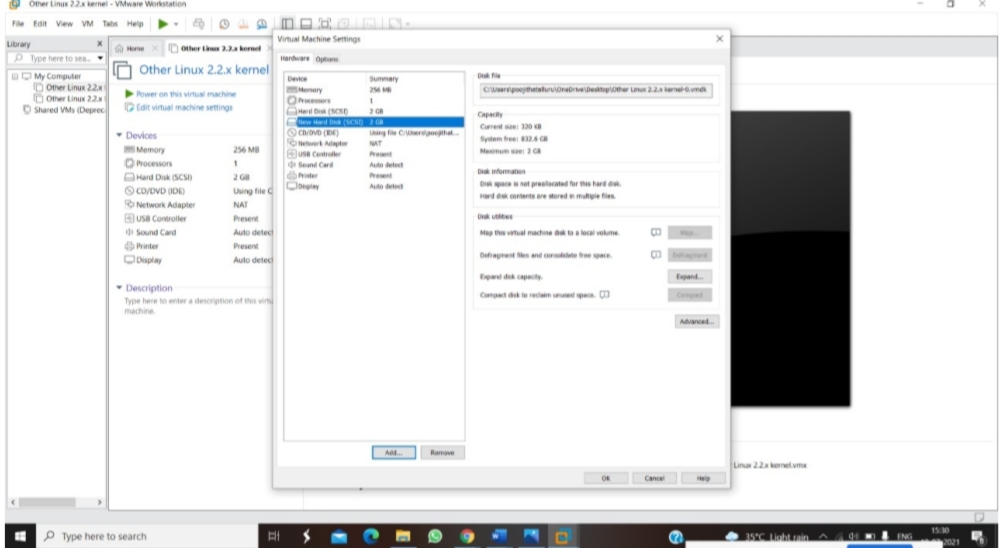 Other Linux 2.2.x kernel - VMware Workstation
File Edit View VM Tabs Help
Library X
Type here to sea...
My Computer
Other Linux 2.2.x
Other Linux 2.2.x
Shared VMs (Deprec
Home
Other Linux 2.2.x kernel
Other Linux 2.2.x kernel
Power on this virtual machine
Edit virtual machine settings
Devices
Memory 256 MB
Processors 1
Hard Disk (SCSI) 2 GB
CD/DVD (IDE) Using file C
Network Adapter NAT
USB Controller Present
Sound Card Auto detect
Printer Present
Display Auto detect
Description
Type here to enter a description of this virtu
machine.
Virtual Machine Settings
Hardware Options
Device Summary
Memory 256 MB
Processors 1
Hard Disk (SCSI) 2 GB
New Hard Disk (SCSI) 2 GB
CD/DVD (IDE) Using file C:\Users\poojithat...
Network Adapter NAT
USB Controller Present
Sound Card Auto detect
Printer Present
Display Auto detect
Add... Remove
Disk file
C:\Users\poojithatalluru\OneDrive\Desktop\Other Linux 2.2.x kernel-0.vmdk
Capacity
Current size: 320 KB
System free: 832.6 GB
Maximum size: 2 GB
Disk information
Disk space is not preallocated for this hard disk.
Hard disk contents are stored in multiple files.
Disk utilities
Map this virtual machine disk to a local volume. Map...
Defragment files and consolidate free space. Defragment
Expand disk capacity. Expand...
Compact disk to reclaim unused space. Compact
Advanced...
OK Cancel Help
Linux 2.2.x kernel.vmx
Type here to search
35°C Light rain
ENG
15:30
2021